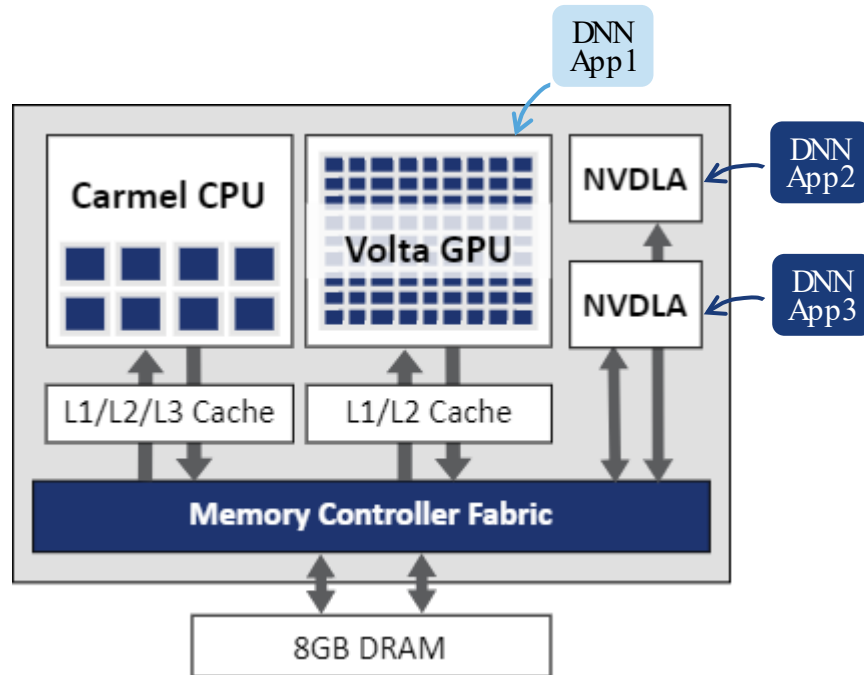 DNN
App1
Carmel CPU
Volta GPU
NVDLA
DNN
App2
NVDLA
DNN
App3
L1/L2/L3 Cache
L1/L2 Cache
Memory Controller Fabric
8GB DRAM